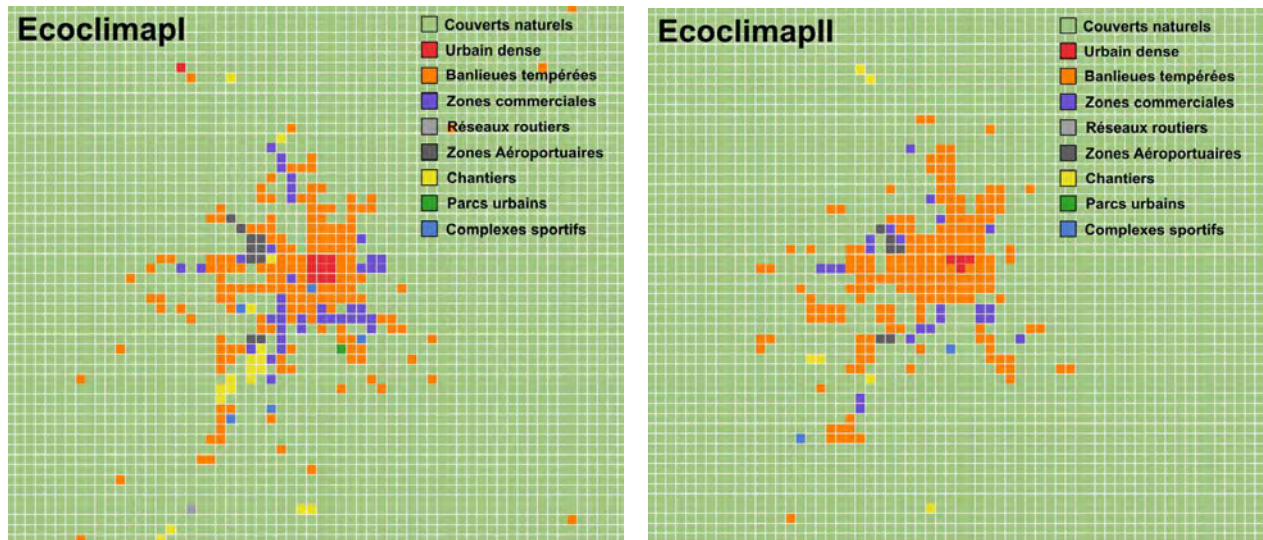 EcoclimapI
Couverts naturels
Urbain dense
Banlieues tempérées
Zones commerciales
Réseaux routiers
Zones Aéroportuaires
Chantiers
Parcs urbains
Complexes sportifs
EcoclimapII
Couverts naturels
Urbain dense
Banlieues tempérées
Zones commerciales
Réseaux routiers
Zones Aéroportuaires
Chantiers
Parcs urbains
Complexes sportifs